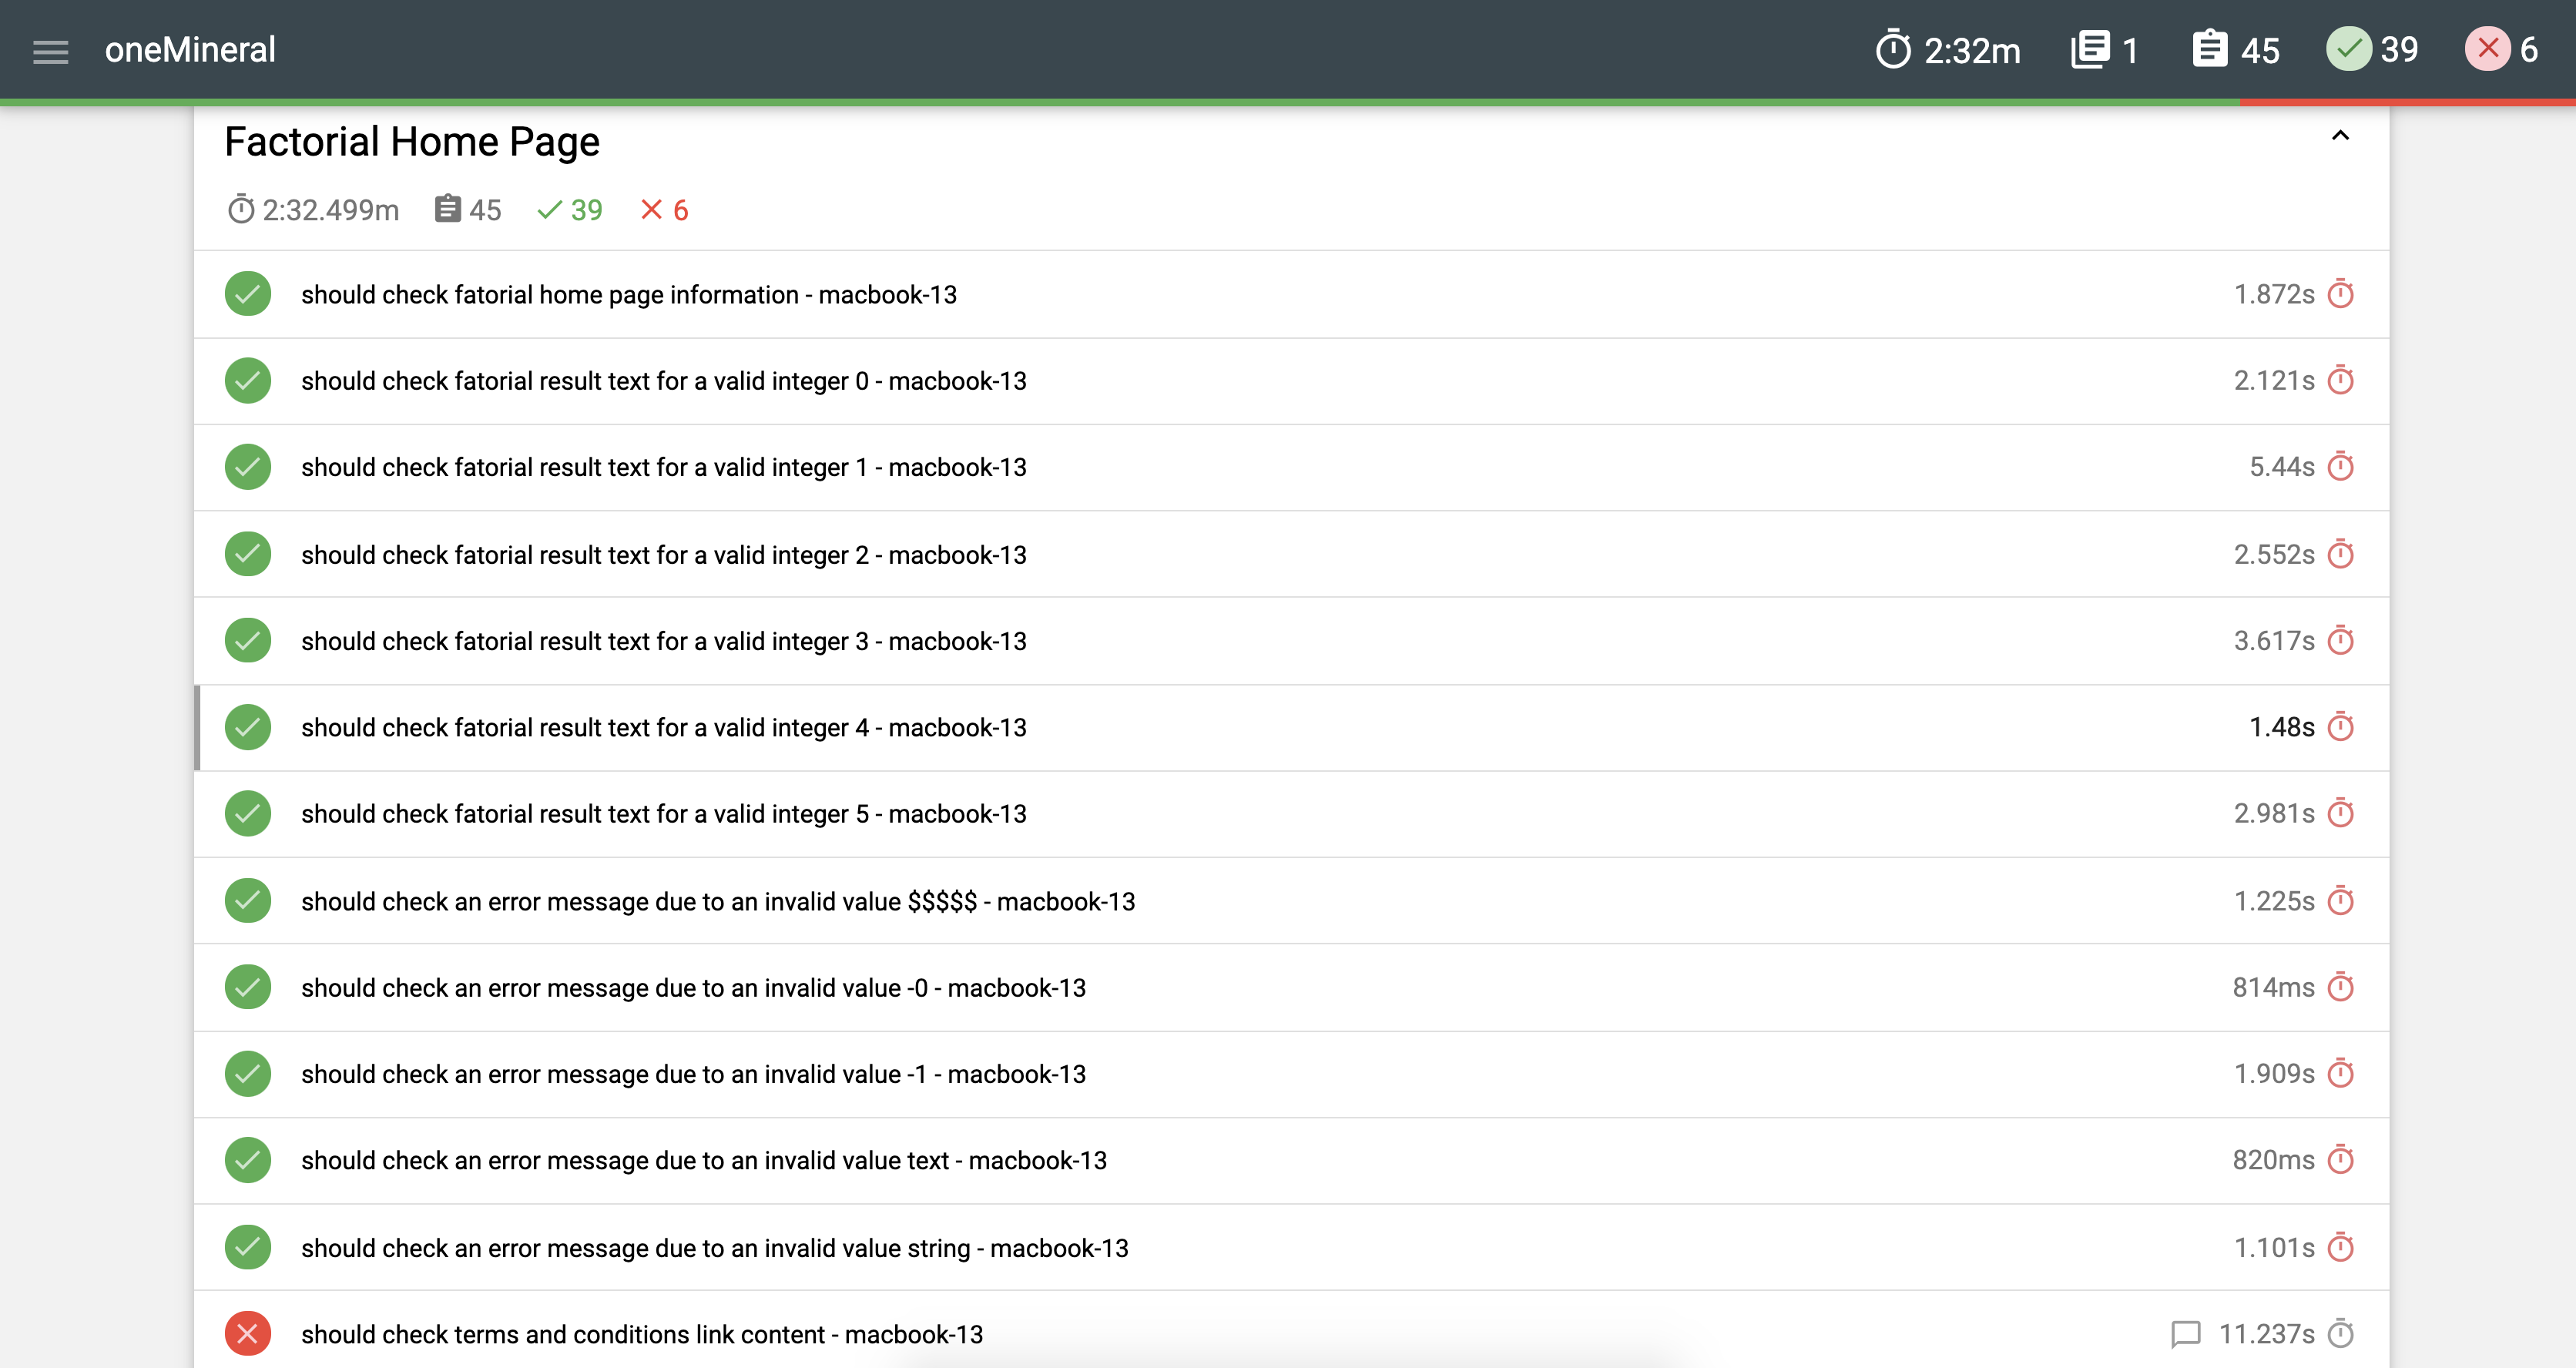 oneMineral 2:32m 1 45 39 6
Factorial Home Page
2:32.499m 45 39 6
should check fatorial home page information - macbook-13 1.872s
should check fatorial result text for a valid integer 0 - macbook-13 2.121s
should check fatorial result text for a valid integer 1 - macbook-13 5.44s
should check fatorial result text for a valid integer 2 - macbook-13 2.552s
should check fatorial result text for a valid integer 3 - macbook-13 3.617s
should check fatorial result text for a valid integer 4 - macbook-13 1.48s
should check fatorial result text for a valid integer 5 - macbook-13 2.981s
should check an error message due to an invalid value $$$$$ - macbook-13 1.225s
should check an error message due to an invalid value -0 - macbook-13 814ms
should check an error message due to an invalid value -1 - macbook-13 1.909s
should check an error message due to an invalid value text - macbook-13 820ms
should check an error message due to an invalid value string - macbook-13 1.101s
should check terms and conditions link content - macbook-13 11.237s